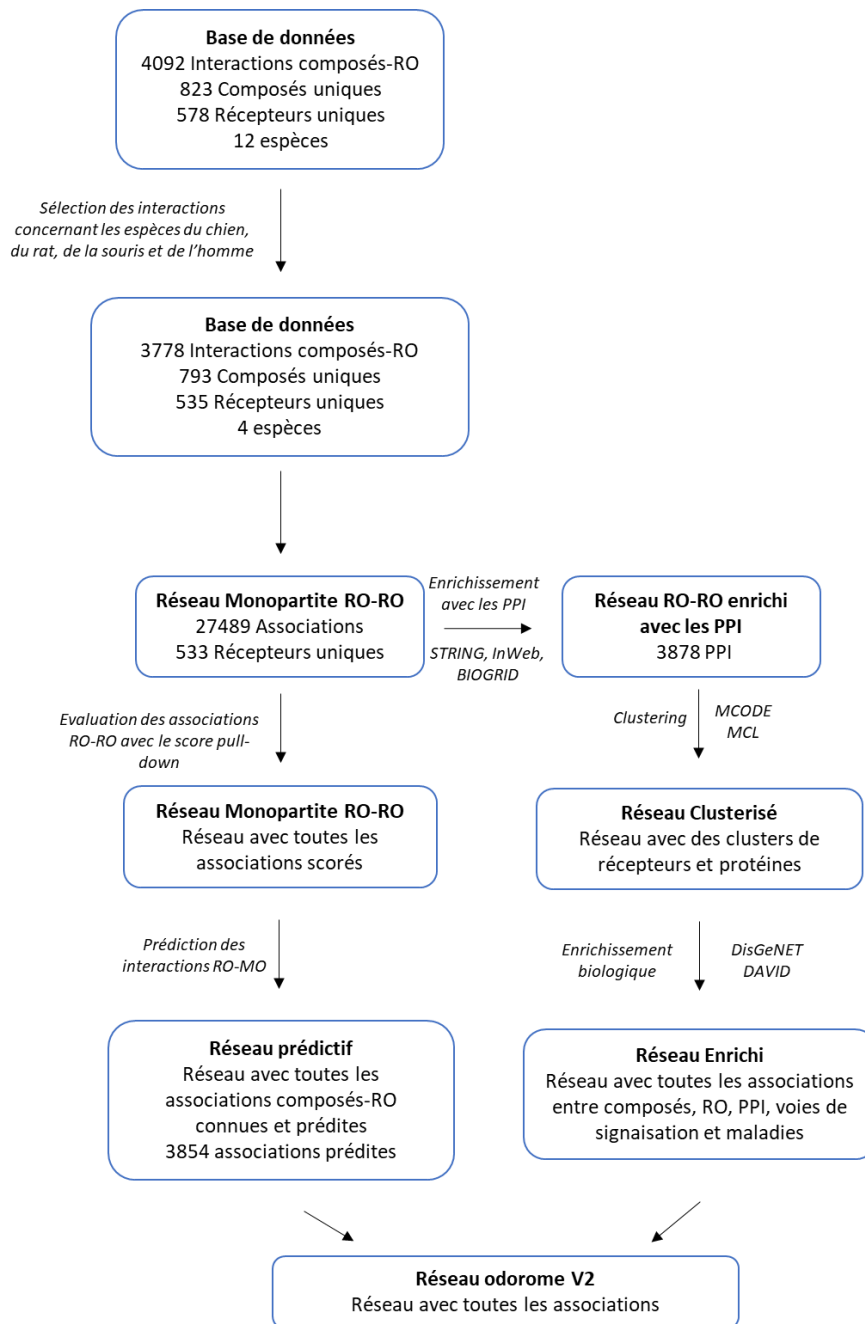 Base de données
4092 Interactions composés-RO
823 Composés uniques
578 Récepteurs uniques
12 espèces
Sélection des interactions
concernant les espèces du chien,
du rat, de la souris et de l’homme
Base de données
3778 Interactions composés-RO
793 Composés uniques
535 Récepteurs uniques
4 espèces
Réseau Monopartite RO-RO
27489 Associations
533 Récepteurs uniques
Enrichissement
avec les PPI
STRING, InWeb,
BIOGRID
Réseau RO-RO enrichi
avec les PPI
3878 PPI
Evaluation des associations
RO-RO avec le score pull-
down
Clustering
MCODE
MCL
Réseau Monopartite RO-RO
Réseau avec toutes les
associations scorés
Réseau Clusterisé
Réseau avec des clusters de
récepteurs et protéines
Prédiction des
interactions RO-MO
Enrichissement
biologique
DisGeNET
DAVID
Réseau prédictif
Réseau avec toutes les
associations composés-RO
connues et prédites
3854 associations prédites
Réseau Enrichi
Réseau avec toutes les associations
entre composés, RO, PPI, voies de
signaisation et maladies
Réseau odorome V2
Réseau avec toutes les associations